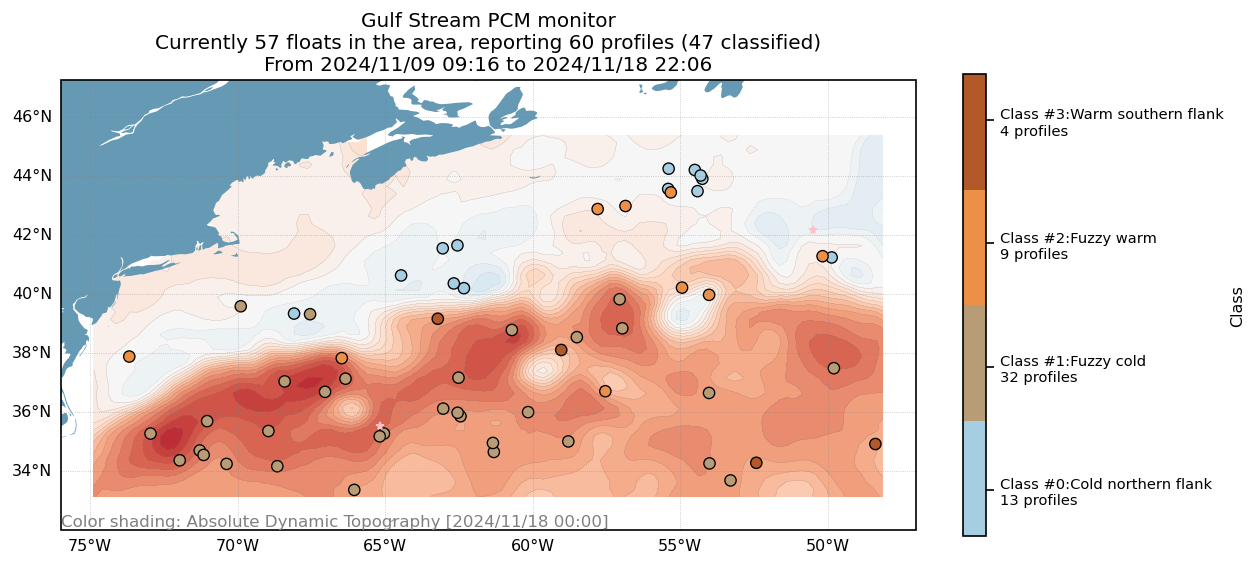 Gulf Stream PCM monitor
Currently 57 floats in the area, reporting 60 profiles (47 classified)
From 2024/11/09 09:16 to 2024/11/18 22:06
46°N
44°N
42°N
40°N
38°N
36°N
34°N
Color shading: Absolute Dynamic Topography [2024/11/18 00:00]
75°W
70°W
65°W
60°W
55°W
50°W
Class #3:Warm southern flank
4 profiles
Class #2:Fuzzy warm
9 profiles
Class #1:Fuzzy cold
32 profiles
Class #0:Cold northern flank
13 profiles
Class